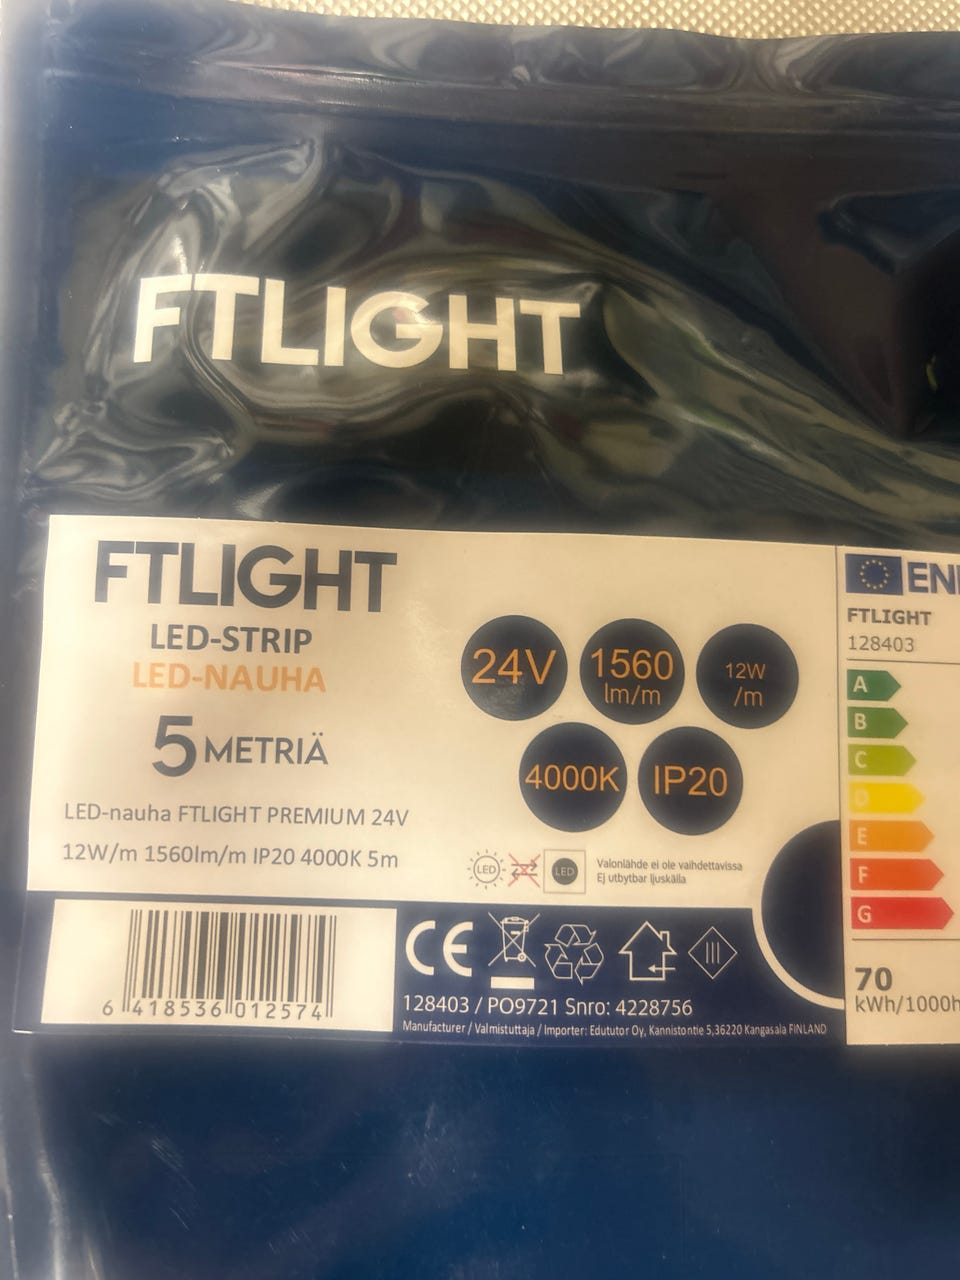 FTLIGHT
FTLIGHT
LED-STRIP
LED-NAUHA
5 METRIÄ
LED-nauha FTLIGHT PREMIUM 24V
12W/m 1560lm/m IP20 4000K 5m
24V
1560
lm/m
12W
/m
4000K
IP20
LED
LED
Valonlähde ei ole vaihdettavissa
Ej utbytbar ljuskälla
6 418536 012574
CE
128403 / PO9721 Snro: 4228756
Manufacturer / Valmistuttaja / Importer: Edututor Oy, Kannistontie 5,36220 Kangasala FINLAND
FTLIGHT
128403
A
B
C
D
E
F
G
70
kWh/1000h